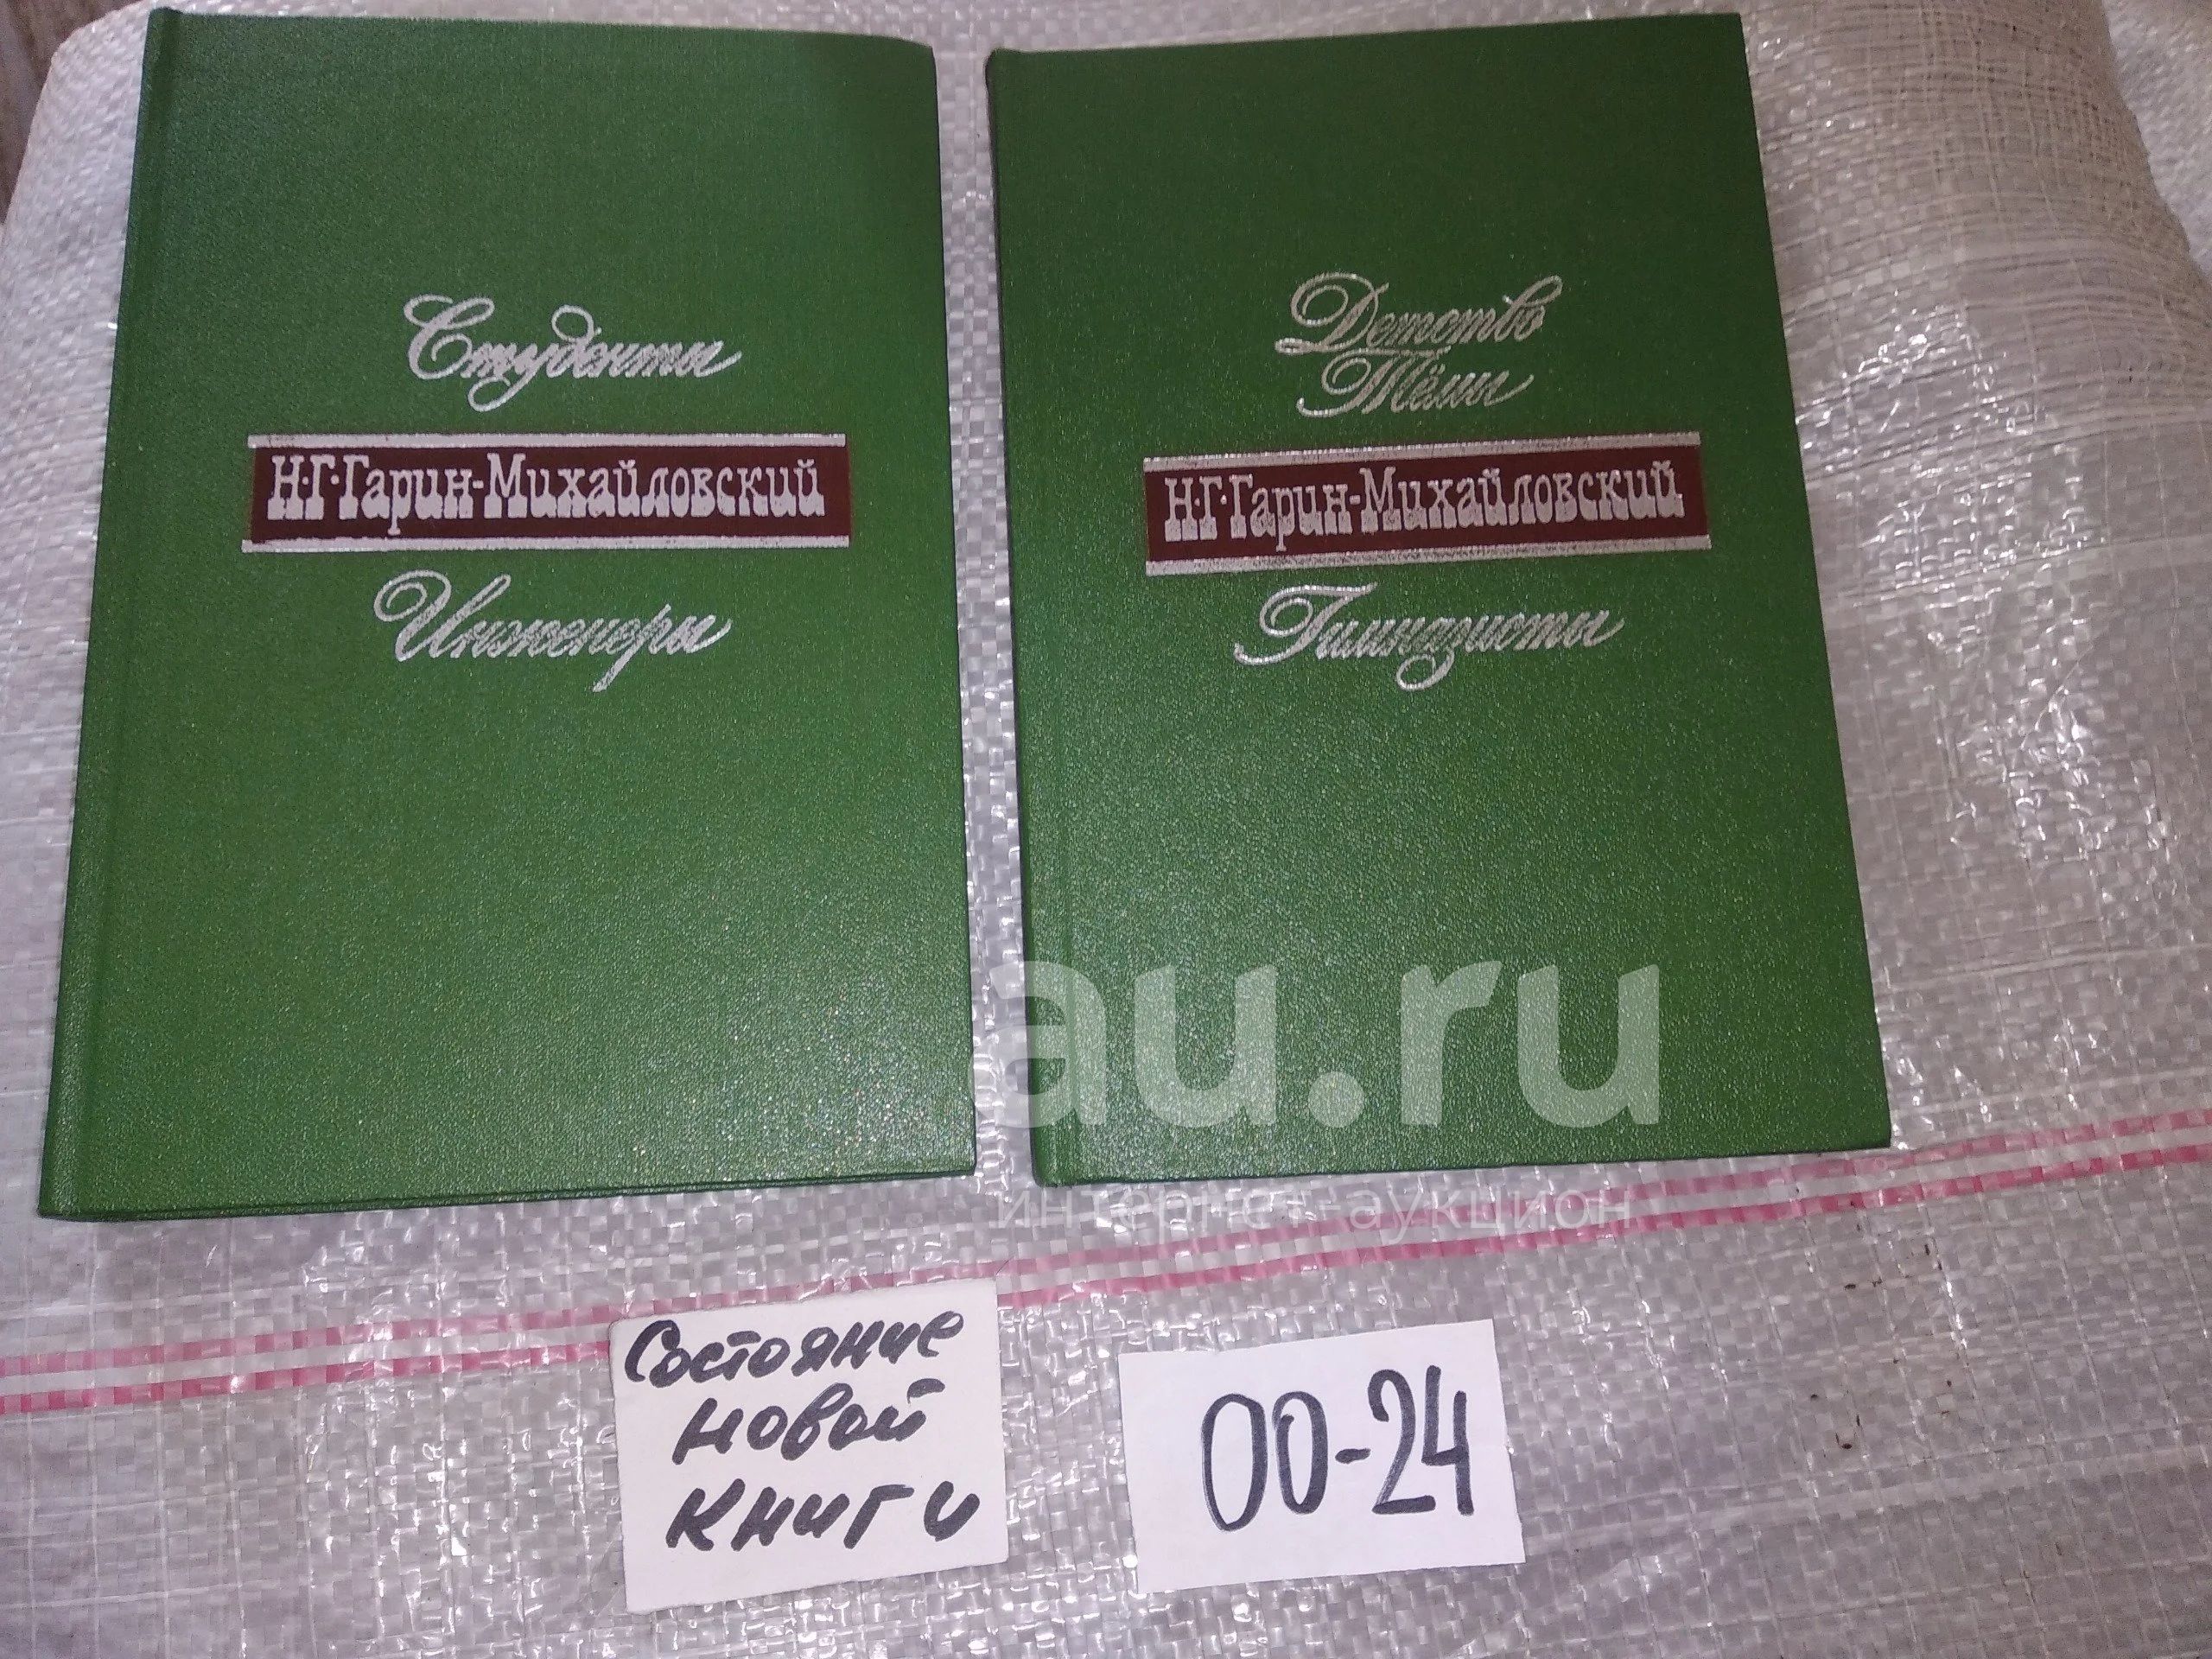 Студенты
Н·Г·Гарин-Михайловский
Инженеры
Детство
Тёмы
Н·Г·Гарин-Михайловский
Гимназисты
au.ru
интернет-аукцион
Состояние
новой
книги
00-24